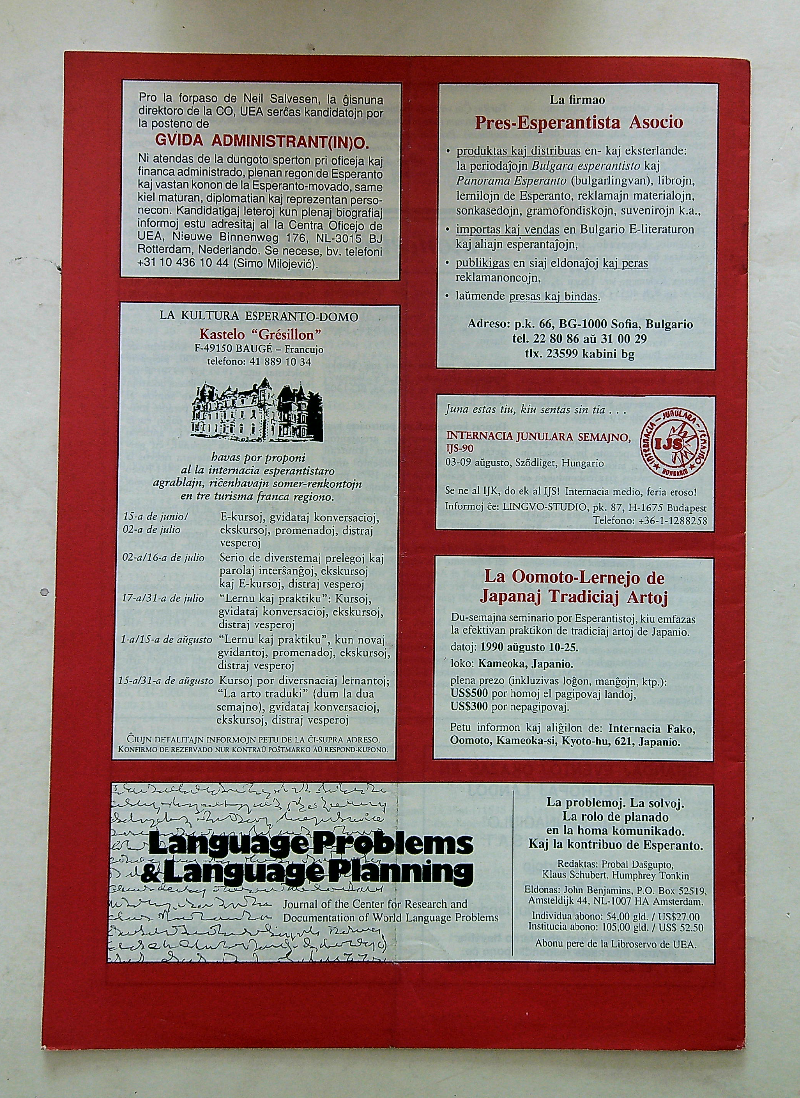 Pro la forpaso de Neil Salvesen, la ĝisnuna
direktoro de la CO, UEA serĉas kandidatojn por
la posteno de
GVIDA ADMINISTRANT(IN)O.
Ni atendas de la dungoto sperton pri oficeja kaj
financa administrado, plenan regon de Esperanto
kaj vastan konon de la Esperanto-movado, same
kiel maturan, diplomatian kaj reprezentan perso-
necon. Kandidatigaj leteroj kun plenaj biografiaj
informoj estu adresitaj al la Centra Oficejo de
UEA, Nieuwe Binnenweg 176, NL-3015 BJ
Rotterdam, Nederlando. Se necese, bv. telefoni
+31 10 436 10 44 (Simo Milojević).
LA KULTURA ESPERANTO-DOMO
Kastelo "Grésillon"
F-49150 BAUGÉ – Francujo
telefono: 41 889 10 34
havas por proponi
al la internacia esperantistaro
agrablajn, riĉenhavajn somer-renkontojn
en tre turisma franca regiono.
15-a de junio/ E-kursoj, gvidataj konversacioj,
02-a de julio ekskursoj, promenadoj, distraj
vesperoj
02-a/16-a de julio Serio de diverstemaj prelegoj kaj
parolaj interŝanĝoj, ekskursoj
kaj E-kursoj, distraj vesperoj
17-a/31-a de julio "Lernu kaj praktiku": Kursoj,
gvidataj konversacioj, ekskursoj,
distraj vesperoj
1-a/15-a de aŭgusto "Lernu kaj praktiku", kun novaj
gvidantoj, promenadoj, ekskursoj,
distraj vesperoj
15-a/31-a de aŭgusto Kursoj por diversnaciaj lernantoj;
"La arto traduki" (dum la dua
semajno), gvidataj konversacioj,
ekskursoj, distraj vesperoj
ĈIUJN DETALITAJN INFORMOJN PETU DE LA ĈI-SUPRA ADRESO.
KONFIRMO DE REZERVADO NUR KONTRAŬ POŜTMARKO AŬ RESPOND-KUPONO.
La firmao
Pres-Esperantista Asocio
• produktas kaj distribuas en- kaj eksterlande:
la periodaĵojn Bulgara esperantisto kaj
Panorama Esperanto (bulgarlingvan), librojn,
lernilojn de Esperanto, reklamajn materialojn,
sonkasedojn, gramofondiskojn, suvenirojn k.a.,
• importas kaj vendas en Bulgario E-literaturon
kaj aliajn esperantaĵojn,
• publikigas en siaj eldonaĵoj kaj peras
reklamanoncojn,
• laŭmende presas kaj bindas.
Adreso: p.k. 66, BG-1000 Sofia, Bulgario
tel. 22 80 86 aŭ 31 00 29
tlx. 23599 kabini bg
Juna estas tiu, kiu sentas sin tia . . .
INTERNACIA JUNULARA SEMAJNO,
IJS-90
03-09 aŭgusto, Sződliget, Hungario
INTERNACIA – JUNULARA – SEMAJNO
IJS
HUNGARIO
Se ne al IJK, do ek al IJS! Internacia medio, feria etoso!
Informoj ĉe: LINGVO-STUDIO, pk. 87, H-1675 Budapest
Telefono: +36-1-1288258
La Oomoto-Lernejo de
Japanaj Tradiciaj Artoj
Du-semajna seminario por Esperantistoj, kiu emfazas
la efektivan praktikon de tradiciaj artoj de Japanio.
datoj: 1990 aŭgusto 10-25.
loko: Kameoka, Japanio.
plena prezo (inkluzivas loĝon, manĝojn, ktp.):
US$500 por homoj el pagipovaj landoj,
US$300 por nepagipovaj.
Petu informon kaj aliĝilon de: Internacia Fako,
Oomoto, Kameoka-si, Kyoto-hu, 621, Japanio.
Language Problems
& Language Planning
Journal of the Center for Research and
Documentation of World Language Problems
La problemoj. La solvoj.
La rolo de planado
en la homa komunikado.
Kaj la kontribuo de Esperanto.
Redaktas: Probal Daŝgupto,
Klaus Schubert, Humphrey Tonkin
Eldonas: John Benjamins, P.O. Box 52519,
Amsteldijk 44, NL-1007 HA Amsterdam.
Individua abono: 54,00 gld. / US$27.00
Institucia abono: 105,00 gld. / US$ 52.50
Abonu pere de la Libroservo de UEA.